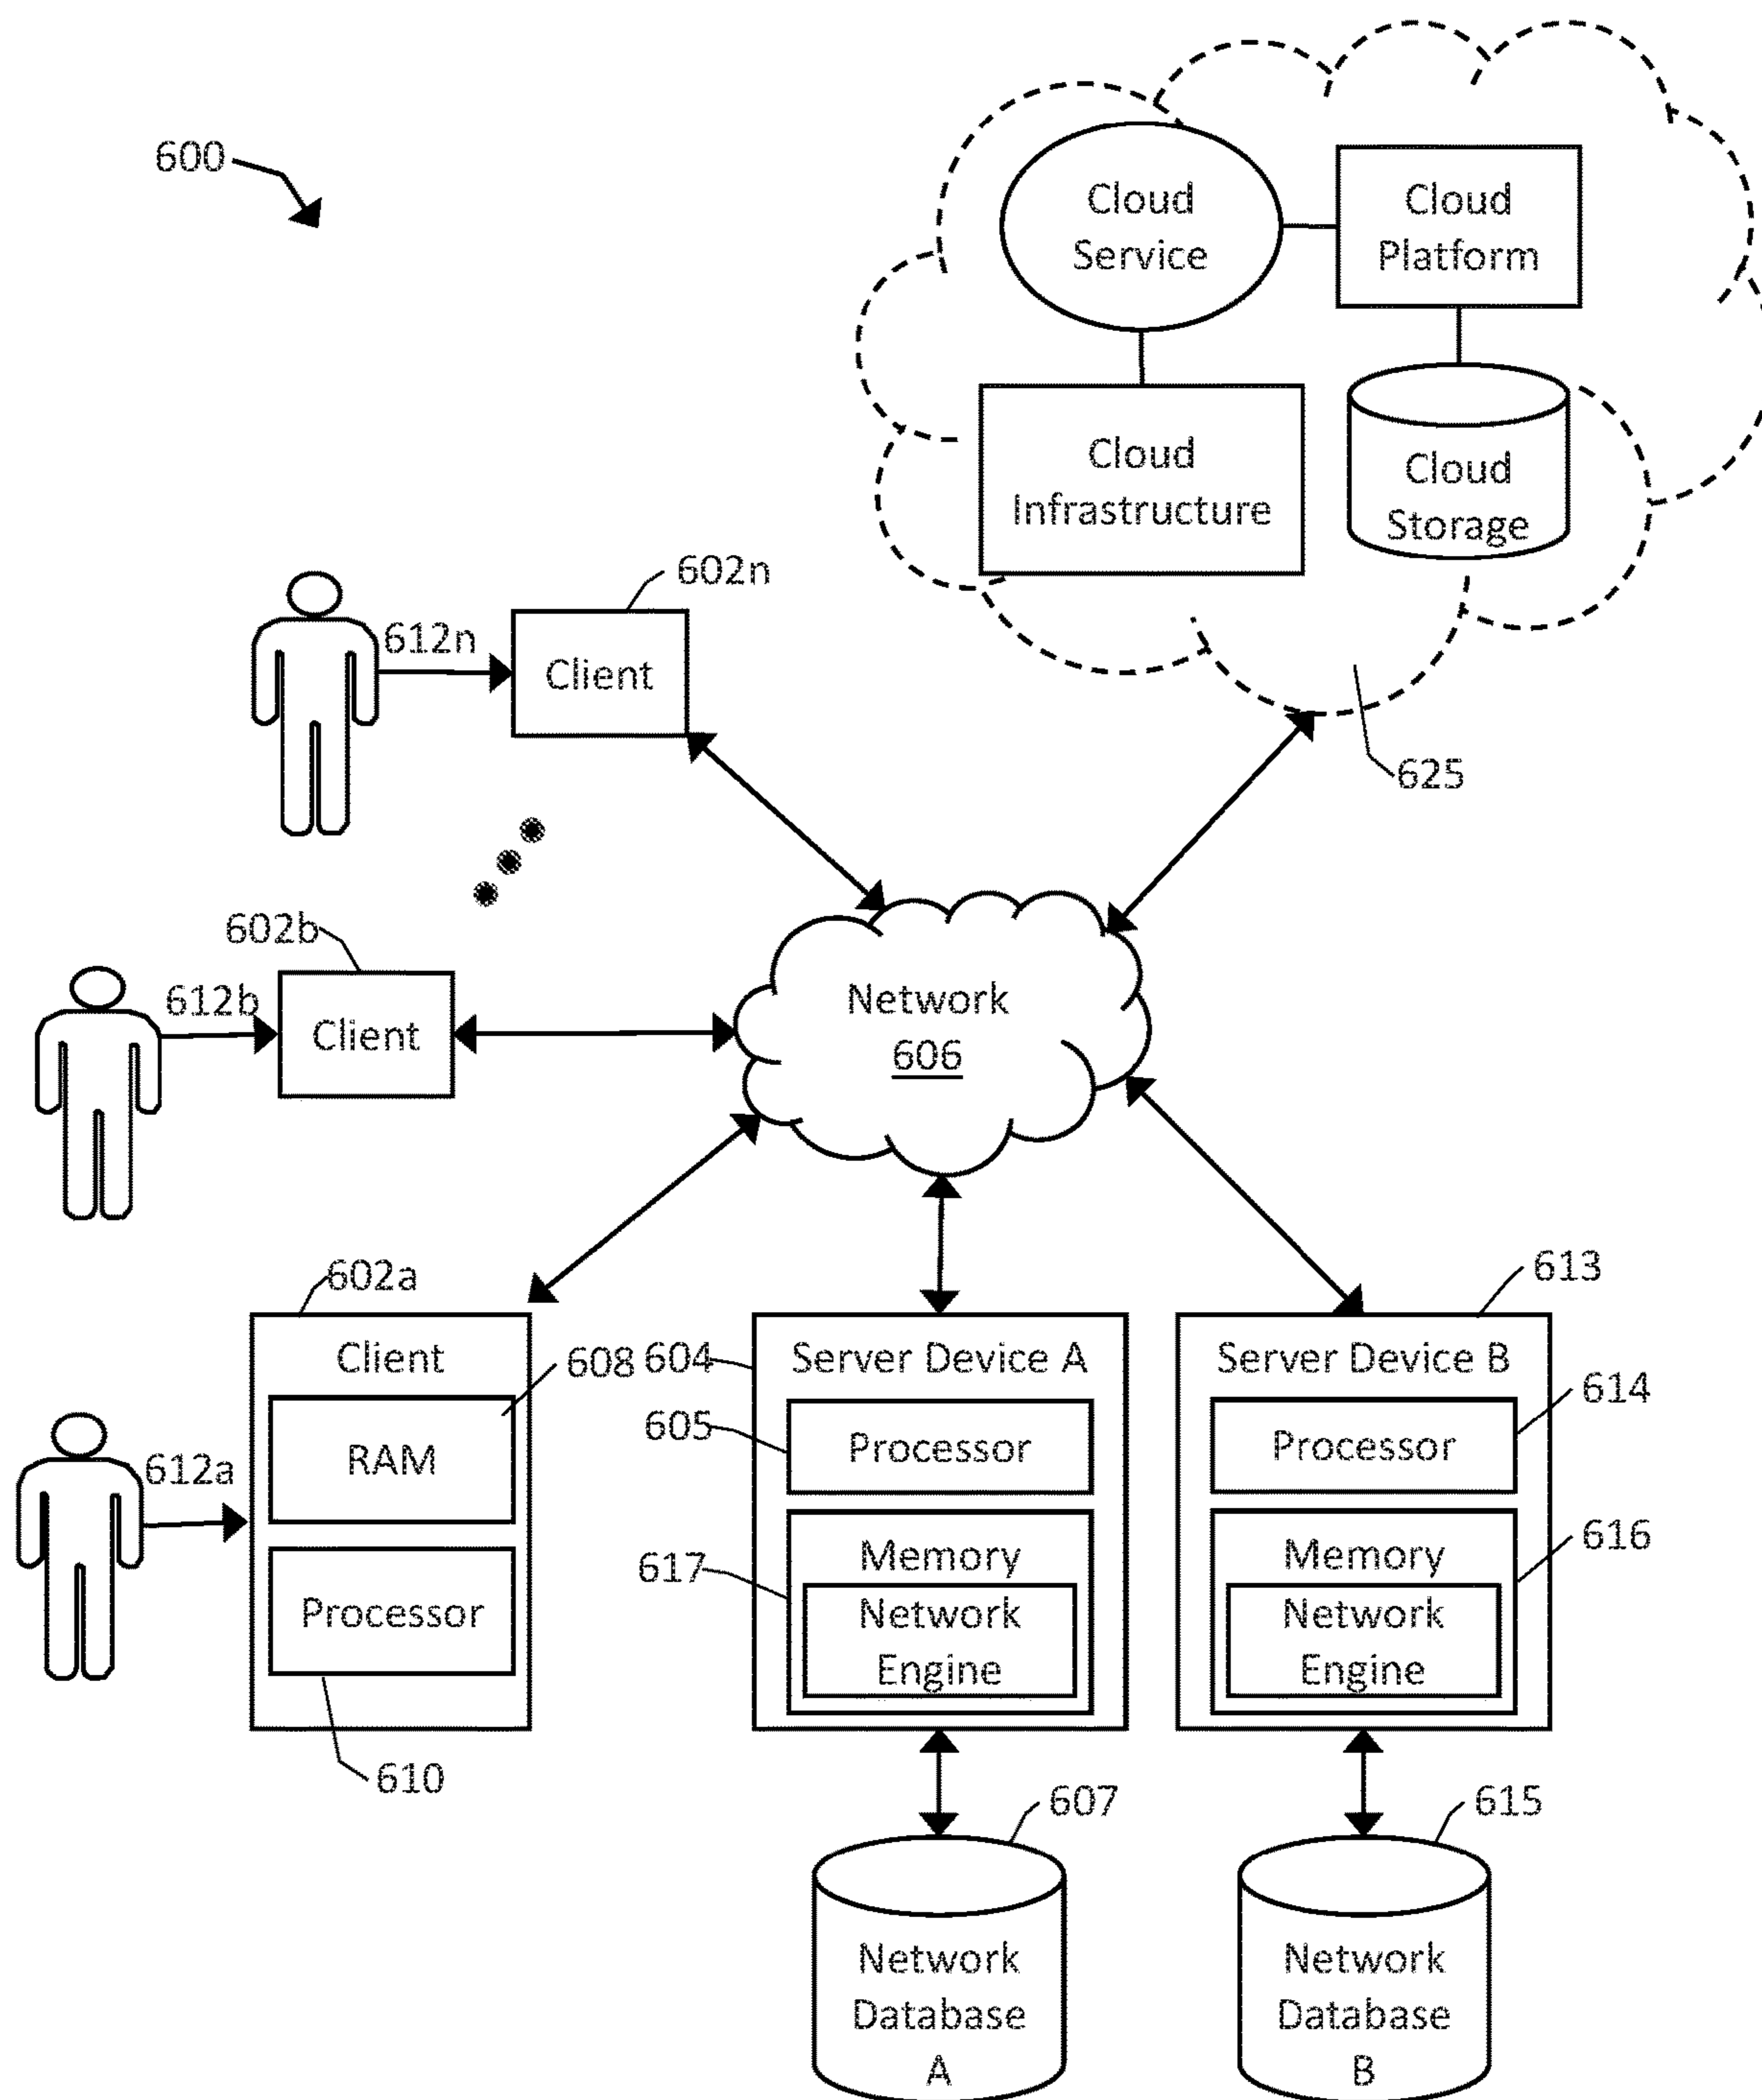 600
Cloud
Service
Cloud
Platform
Cloud
Infrastructure
Cloud
Storage
602n
612n
Client
625
602b
612b
Client
Network
606
602a
613
Client
608
604
Server Device A
Server Device B
614
RAM
605
Processor
Processor
612a
617
Memory
Memory
616
Processor
Network
Engine
Network
Engine
610
607
615
Network
Database
A
Network
Database
B